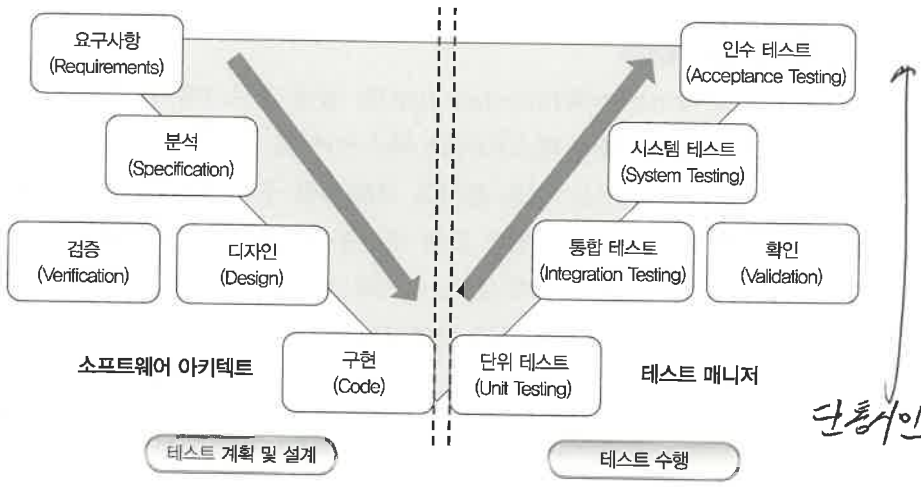 요구사항
(Requirements)
인수 테스트
(Acceptance Testing)
분석
(Specification)
시스템 테스트
(System Testing)
검증
(Verification)
디자인
(Design)
통합 테스트
(Integration Testing)
확인
(Validation)
소프트웨어 아키텍트
구현
(Code)
단위 테스트
(Unit Testing)
테스트 매니저
단통시인
테스트 계획 및 설계
테스트 수행